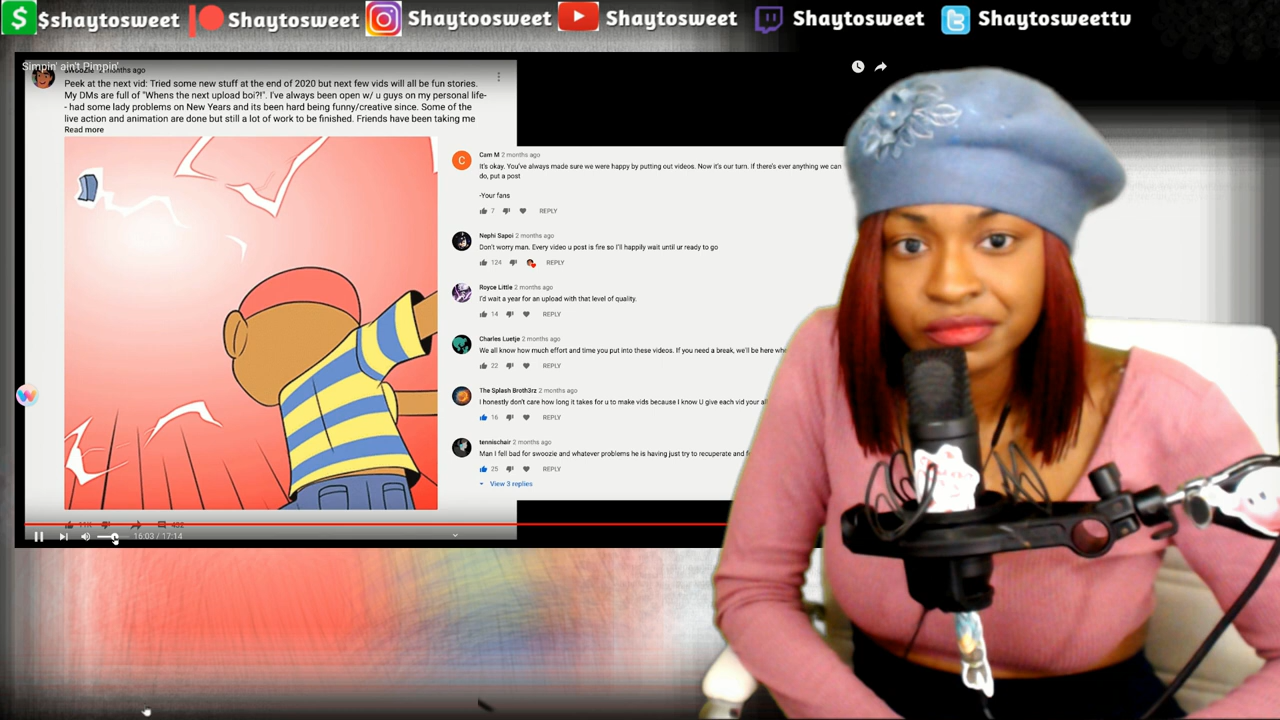 $shaytosweet
Shaytosweet
Shaytoosweet
Shaytosweet
Shaytosweet
Shaytosweettv
Simpin' ain't Pimpin'
sWooZie 2 months ago
Peek at the next vid: Tried some new stuff at the end of 2020 but next few vids will all be fun stories.
My DMs are full of "Whens the next upload boi?!". I've always been open w/ u guys on my personal life-
- had some lady problems on New Years and its been hard being funny/creative since. Some of the
live action and animation are done but still a lot of work to be finished. Friends have been taking me
Read more
C
Cam M 2 months ago
It's okay. You've always made sure we were happy by putting out videos. Now it's our turn. If there's ever anything we can
do, put a post
-Your fans
7 REPLY
Nephi Sapoi 2 months ago
Don't worry man. Every video u post is fire so I'll happily wait until ur ready to go
124 REPLY
Royce Little 2 months ago
I'd wait a year for an upload with that level of quality.
14 REPLY
Charles Luetje 2 months ago
We all know how much effort and time you put into these videos. If you need a break, we'll be here
22 REPLY
The Splash Broth3rz 2 months ago
I honestly don't care how long it takes for u to make vids because I know U give each vid your
16 REPLY
tennischair 2 months ago
Man I fell bad for swoozie and whatever problems he is having just try to recuperate and
25 REPLY
View 3 replies
16:03 / 17:14